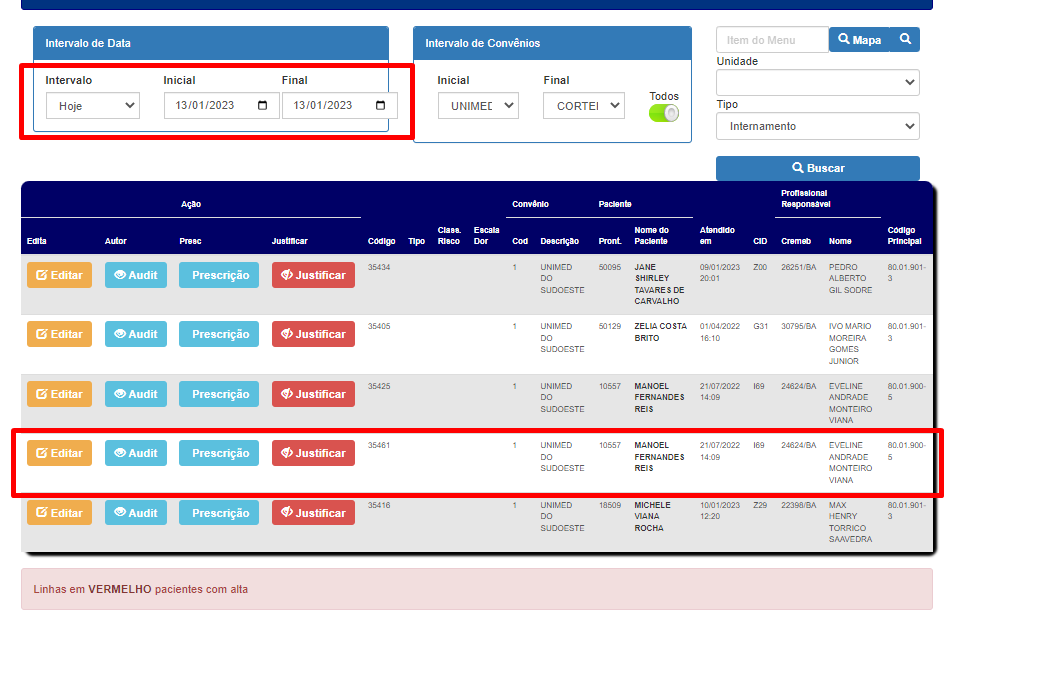 Intervalo de Data
Intervalo Inicial Final
Hoje 13/01/2023 13/01/2023
Intervalo de Convênios
Inicial Final Todos
UNIMED CORTEI
Item do Menu Mapa
Unidade
Tipo
Internamento
Buscar
Ação Convênio Paciente Profissional Responsável
Edita Autor Presc Justificar Código Tipo Class. Risco Escala Dor Cod Descrição Pront. Nome do Paciente Atendido em CID Cremeb Nome Código Principal
Editar Audit Prescrição Justificar 35434 1 UNIMED DO SUDOESTE 50095 JANE SHIRLEY TAVARES DE CARVALHO 09/01/2023 20:01 Z00 26251/BA PEDRO ALBERTO GIL SODRE 80.01.901-3
Editar Audit Prescrição Justificar 35405 1 UNIMED DO SUDOESTE 50129 ZELIA COSTA BRITO 01/04/2022 16:10 G31 30795/BA IVO MARIO MOREIRA GOMES JUNIOR 80.01.901-3
Editar Audit Prescrição Justificar 35425 1 UNIMED DO SUDOESTE 10557 MANOEL FERNANDES REIS 21/07/2022 14:09 I69 24624/BA EVELINE ANDRADE MONTEIRO VIANA 80.01.900-5
Editar Audit Prescrição Justificar 35461 1 UNIMED DO SUDOESTE 10557 MANOEL FERNANDES REIS 21/07/2022 14:09 I69 24624/BA EVELINE ANDRADE MONTEIRO VIANA 80.01.900-5
Editar Audit Prescrição Justificar 35416 1 UNIMED DO SUDOESTE 18509 MICHELE VIANA ROCHA 10/01/2023 12:20 Z29 22398/BA MAX HENRY TORRICO SAAVEDRA 80.01.901-3
Linhas em VERMELHO pacientes com alta